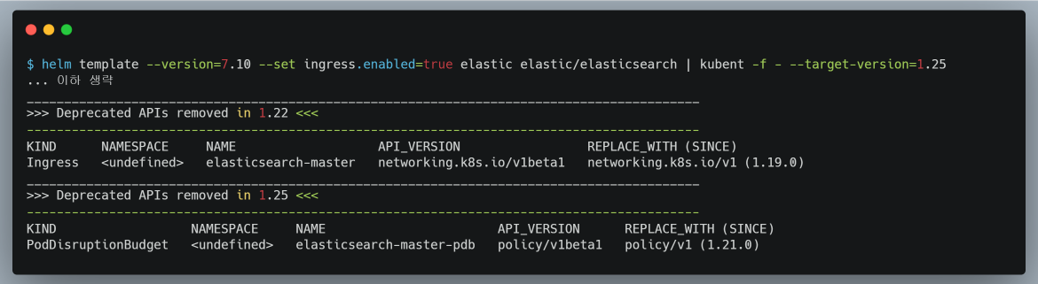 $ helm template --version=7.10 --set ingress.enabled=true elastic elastic/elasticsearch | kubent -f - --target-version=1.25
... 이하 생략
__________________________________________________________________________________________
>>> Deprecated APIs removed in 1.22 <<<
------------------------------------------------------------------------------------------
KIND      NAMESPACE     NAME                   API_VERSION                 REPLACE_WITH (SINCE)
Ingress   <undefined>   elasticsearch-master   networking.k8s.io/v1beta1   networking.k8s.io/v1 (1.19.0)
__________________________________________________________________________________________
>>> Deprecated APIs removed in 1.25 <<<
------------------------------------------------------------------------------------------
KIND                  NAMESPACE     NAME                       API_VERSION      REPLACE_WITH (SINCE)
PodDisruptionBudget   <undefined>   elasticsearch-master-pdb   policy/v1beta1   policy/v1 (1.21.0)